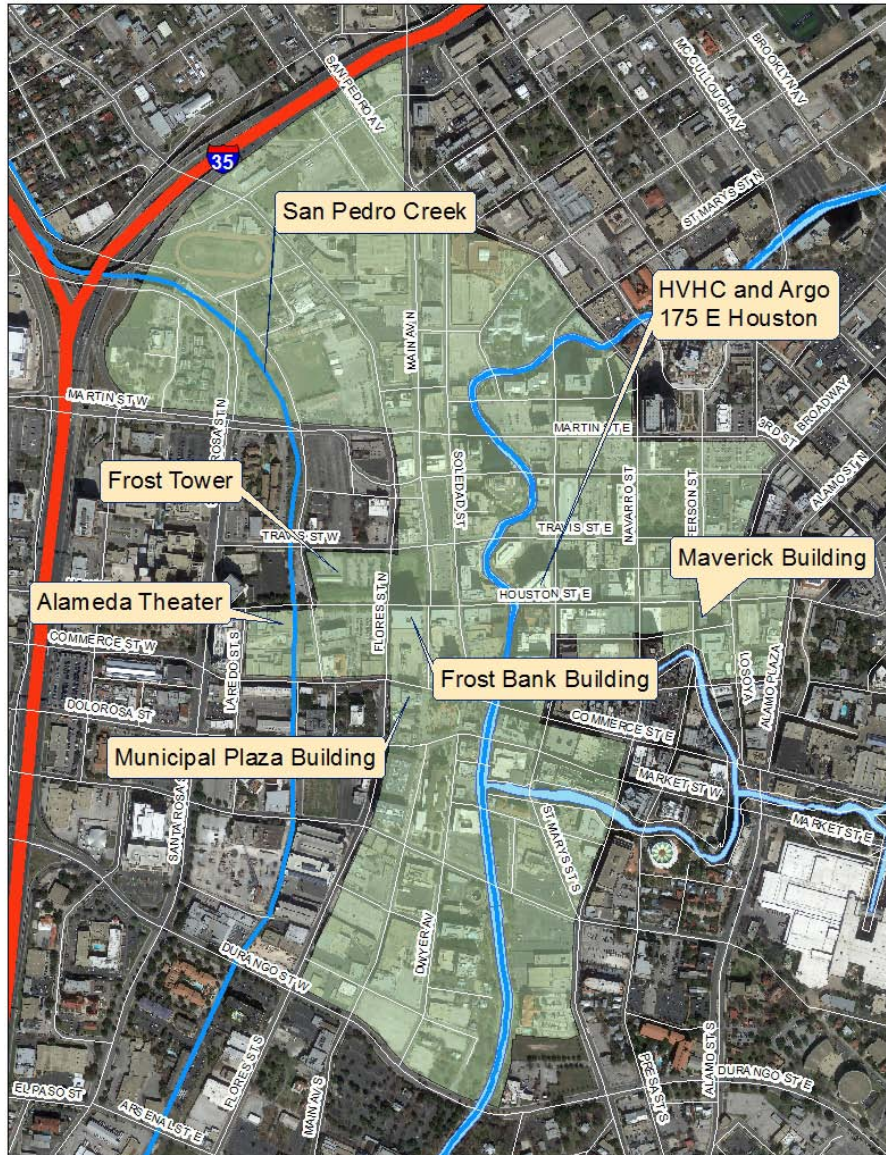 SAN PEDRO AV
MC CULLOUGH AV
BROOKLYN AV
35
ST MARYS ST N
San Pedro Creek
HVHC and Argo
175 E Houston
MAIN AV N
MARTIN ST W
ROSA ST N
MARTIN ST E
3RD ST
BROADWAY
ALAMO ST N
SOLEDAD ST
NAVARRO ST
FERSON ST
Frost Tower
TRAVIS ST W
TRAVIS ST E
Maverick Building
HOUSTON ST E
Alameda Theater
FLORES ST N
COMMERCE ST W
LAREDO ST S
LOSOYA
ALAMO PLAZA
Frost Bank Building
DOLOROSA ST
COMMERCE ST E
Municipal Plaza Building
MARKET ST W
MARKET ST E
SANTA ROSA
ST MARYS ST S
DWYER AV
DURANGO ST W
FLORES ST S
MAIN AV S
PRESA ST S
ALAMO ST S
DURANGO ST E
EL PASO ST
ARSENAL ST E